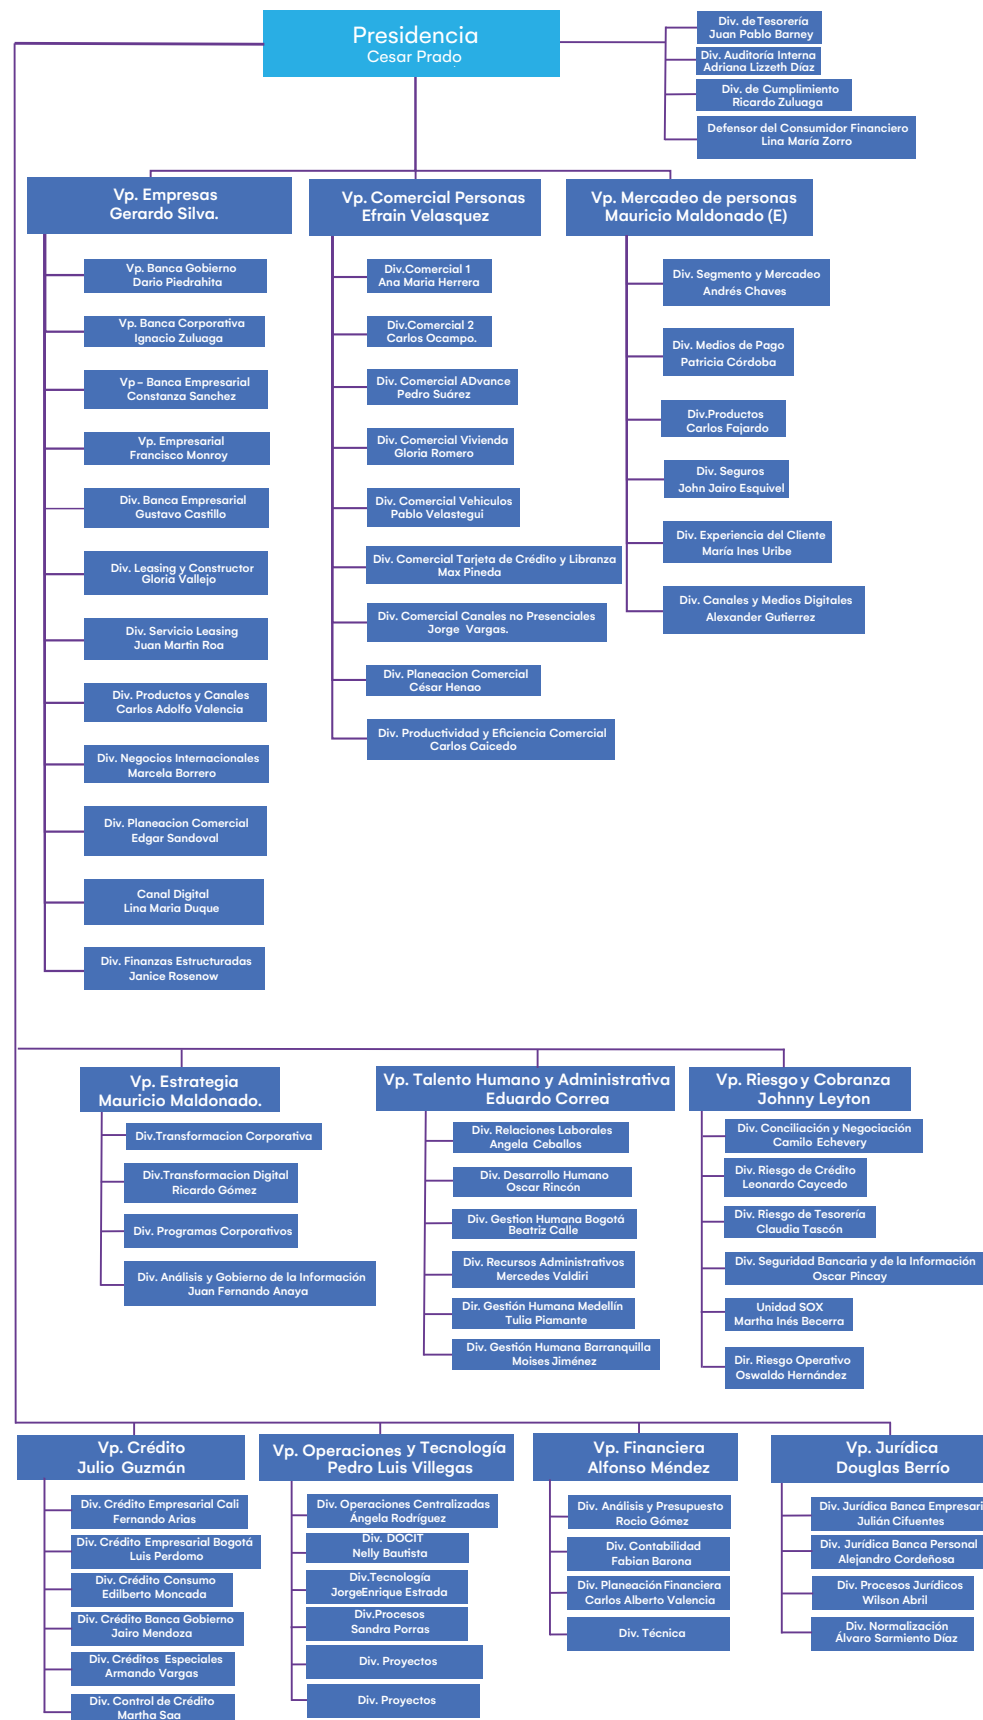 Presidencia
Cesar Prado
Div. de Tesorería
Juan Pablo Barney
Div. Auditoría Interna
Adriana Lizzeth Díaz
Div. de Cumplimiento
Ricardo Zuluaga
Defensor del Consumidor Financiero
Lina María Zorro
Vp. Empresas
Gerardo Silva.
Vp. Banca Gobierno
Dario Piedrahita
Vp. Banca Corporativa
Ignacio Zuluaga
Vp – Banca Empresarial
Constanza Sanchez
Vp. Empresarial
Francisco Monroy
Div. Banca Empresarial
Gustavo Castillo
Div. Leasing y Constructor
Gloria Vallejo
Div. Servicio Leasing
Juan Martin Roa
Div. Productos y Canales
Carlos Adolfo Valencia
Div. Negocios Internacionales
Marcela Borrero
Div. Planeacion Comercial
Edgar Sandoval
Canal Digital
Lina Maria Duque
Div. Finanzas Estructuradas
Janice Rosenow
Vp. Comercial Personas
Efrain Velasquez
Div.Comercial 1
Ana Maria Herrera
Div.Comercial 2
Carlos Ocampo.
Div. Comercial ADvance
Pedro Suárez
Div. Comercial Vivienda
Gloria Romero
Div. Comercial Vehiculos
Pablo Velastegui
Div. Comercial Tarjeta de Crédito y Libranza
Max Pineda
Div. Comercial Canales no Presenciales
Jorge Vargas.
Div. Planeacion Comercial
César Henao
Div. Productividad y Eficiencia Comercial
Carlos Caicedo
Vp. Mercadeo de personas
Mauricio Maldonado (E)
Div. Segmento y Mercadeo
Andrés Chaves
Div. Medios de Pago
Patricia Córdoba
Div.Productos
Carlos Fajardo
Div. Seguros
John Jairo Esquivel
Div. Experiencia del Cliente
María Ines Uribe
Div. Canales y Medios Digitales
Alexander Gutierrez
Vp. Estrategia
Mauricio Maldonado.
Div.Transformacion Corporativa
Div.Transformacion Digital
Ricardo Gómez
Div. Programas Corporativos
Div. Análisis y Gobierno de la Información
Juan Fernando Anaya
Vp. Talento Humano y Administrativa
Eduardo Correa
Div. Relaciones Laborales
Angela Ceballos
Div. Desarrollo Humano
Oscar Rincón
Div. Gestion Humana Bogotá
Beatriz Calle
Div. Recursos Administrativos
Mercedes Valdiri
Dir. Gestión Humana Medellín
Tulia Piamante
Div. Gestión Humana Barranquilla
Moises Jiménez
Vp. Riesgo y Cobranza
Johnny Leyton
Div. Conciliación y Negociación
Camilo Echevery
Div. Riesgo de Crédito
Leonardo Caycedo
Div. Riesgo de Tesorería
Claudia Tascón
Div. Seguridad Bancaria y de la Información
Oscar Pincay
Unidad SOX
Martha Inés Becerra
Dir. Riesgo Operativo
Oswaldo Hernández
Vp. Crédito
Julio Guzmán
Div. Crédito Empresarial Cali
Fernando Arias
Div. Crédito Empresarial Bogotá
Luis Perdomo
Div. Crédito Consumo
Edilberto Moncada
Div. Crédito Banca Gobierno
Jairo Mendoza
Div. Créditos Especiales
Armando Vargas
Div. Control de Crédito
Martha Saa
Vp. Operaciones y Tecnología
Pedro Luis Villegas
Div. Operaciones Centralizadas
Ángela Rodríguez
Div. DOCIT
Nelly Bautista
Div.Tecnología
JorgeEnrique Estrada
Div.Procesos
Sandra Porras
Div. Proyectos
Div. Proyectos
Vp. Financiera
Alfonso Méndez
Div. Análisis y Presupuesto
Rocio Gómez
Div. Contabilidad
Fabian Barona
Div. Planeación Financiera
Carlos Alberto Valencia
Div. Técnica
Vp. Jurídica
Douglas Berrío
Div. Jurídica Banca Empresari
Julián Cifuentes
Div. Jurídica Banca Personal
Alejandro Cordeñosa
Div. Procesos Jurídicos
Wilson Abril
Div. Normalización
Álvaro Sarmiento Díaz